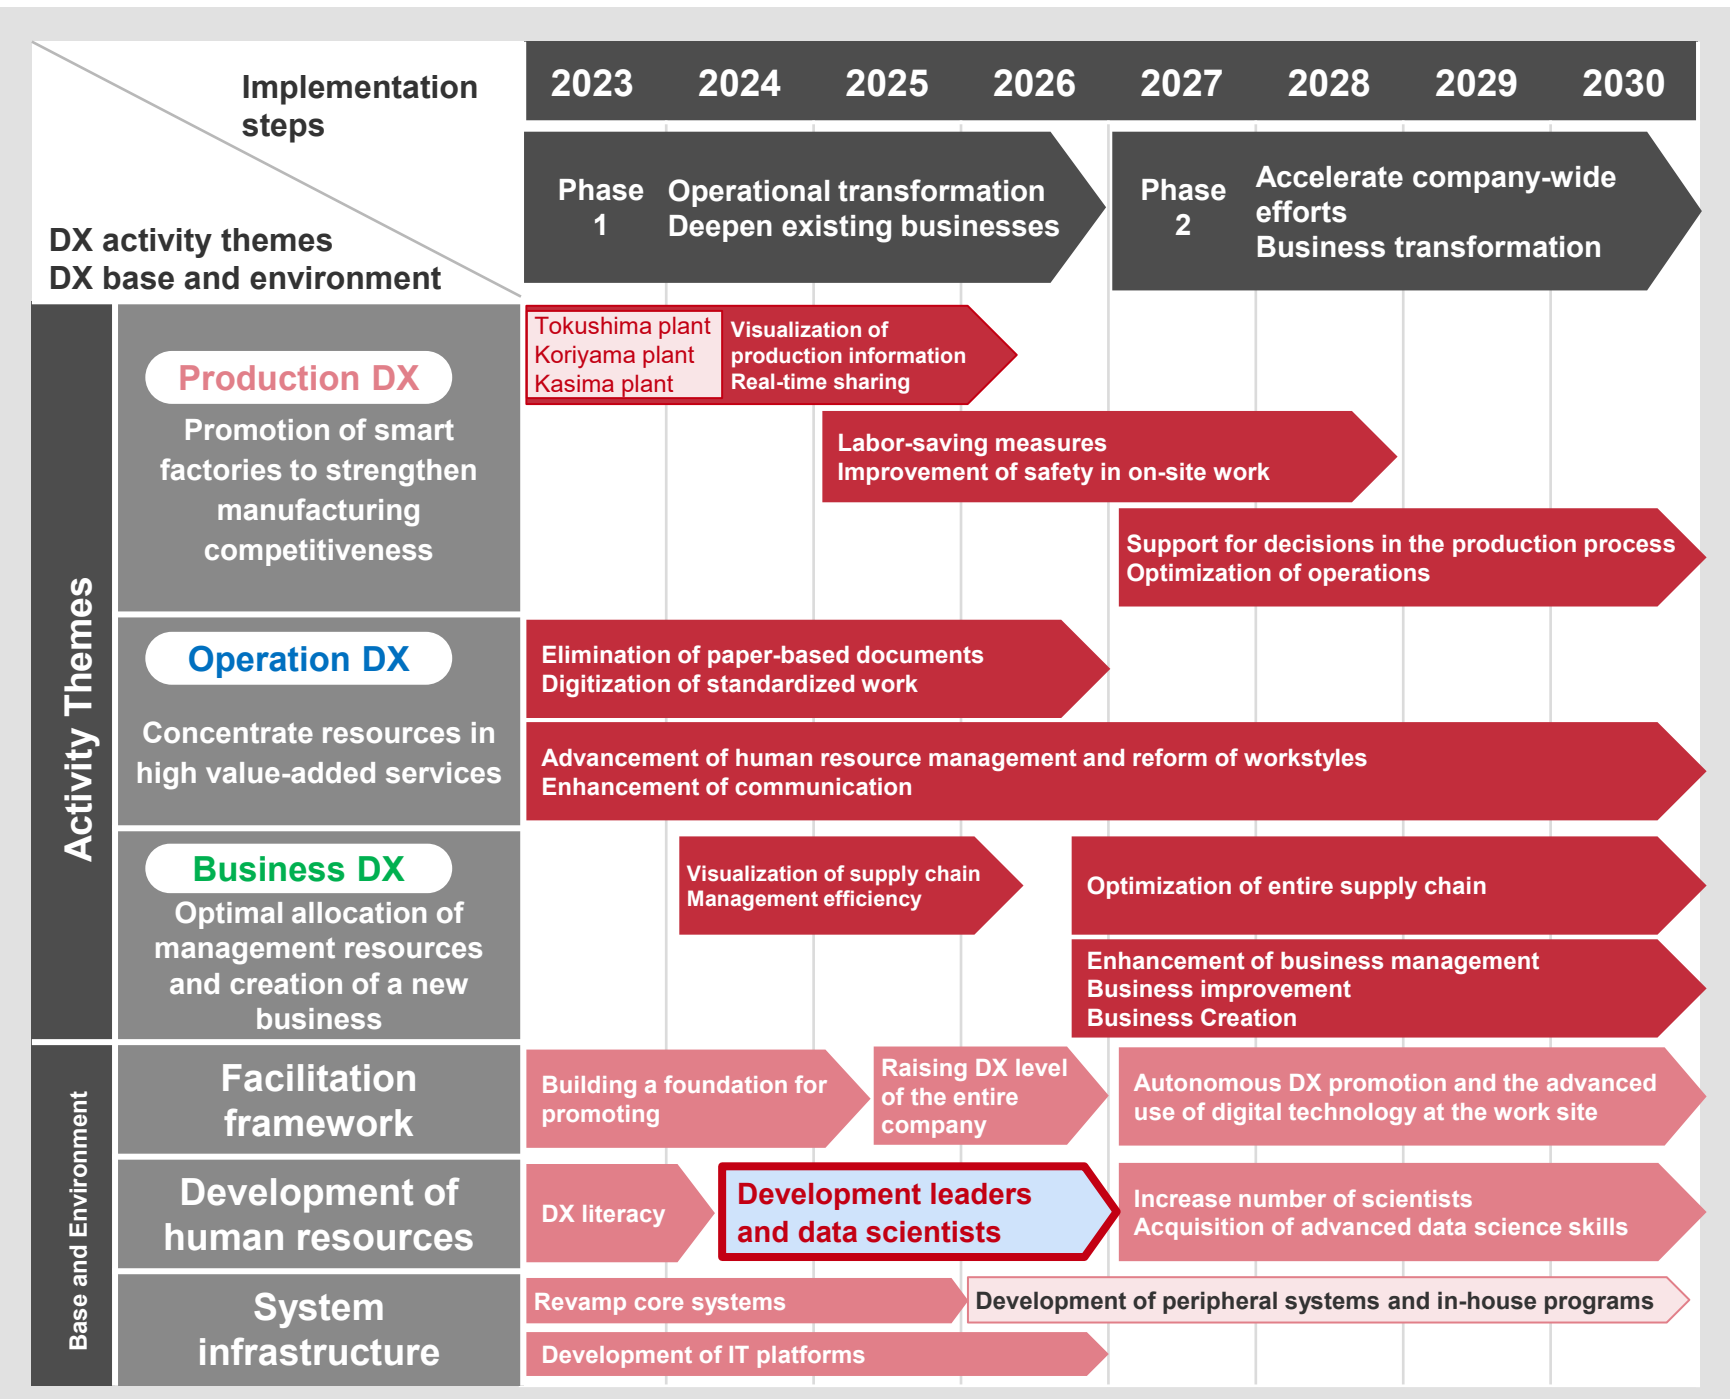 Implementation
steps
DX activity themes
DX base and environment
2023 2024 2025 2026 2027 2028 2029 2030
Phase
1
Operational transformation
Deepen existing businesses
Phase
2
Accelerate company-wide
efforts
Business transformation
Activity Themes
Production DX
Promotion of smart
factories to strengthen
manufacturing
competitiveness
Tokushima plant
Koriyama plant
Kasima plant
Visualization of
production information
Real-time sharing
Labor-saving measures
Improvement of safety in on-site work
Support for decisions in the production process
Optimization of operations
Operation DX
Concentrate resources in
high value-added services
Elimination of paper-based documents
Digitization of standardized work
Advancement of human resource management and reform of workstyles
Enhancement of communication
Business DX
Optimal allocation of
management resources
and creation of a new
business
Visualization of supply chain
Management efficiency
Optimization of entire supply chain
Enhancement of business management
Business improvement
Business Creation
Base and Environment
Facilitation
framework
Building a foundation for
promoting
Raising DX level
of the entire
company
Autonomous DX promotion and the advanced
use of digital technology at the work site
Development of
human resources
DX literacy
Development leaders
and data scientists
Increase number of scientists
Acquisition of advanced data science skills
System
infrastructure
Revamp core systems
Development of peripheral systems and in-house programs
Development of IT platforms